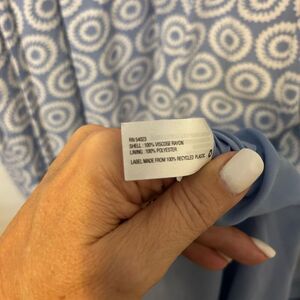 RN 54023
SHELL : 100% VISCOSE RAYON
LINING : 100% POLYESTER
LABEL MADE FROM 100% RECYCLED PLASTIC